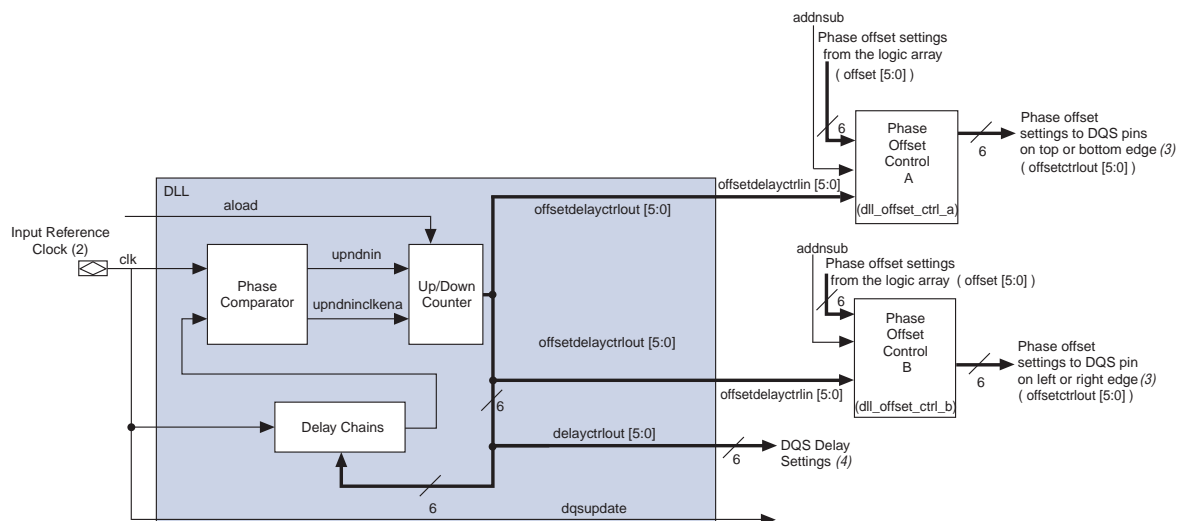 addnsub
Phase offset settings
from the logic array
( offset [5:0] )
6
Phase
Offset
Control
A
(dll_offset_ctrl_a)
6
Phase offset
settings to DQS pins
on top or bottom edge (3)
( offsetctrlout [5:0] )
DLL
aload
offsetdelayctrlout [5:0]
offsetdelayctrlin [5:0]
Input Reference
Clock (2)
clk
Phase
Comparator
upndnin
upndninclkena
Up/Down
Counter
addnsub
Phase offset settings
from the logic array ( offset [5:0] )
6
Phase
Offset
Control
B
(dll_offset_ctrl_b)
6
Phase offset
settings to DQS pin
on left or right edge (3)
( offsetctrlout [5:0] )
offsetdelayctrlout [5:0]
offsetdelayctrlin [5:0]
6
Delay Chains
delayctrlout [5:0]
6
DQS Delay
Settings (4)
6
dqsupdate